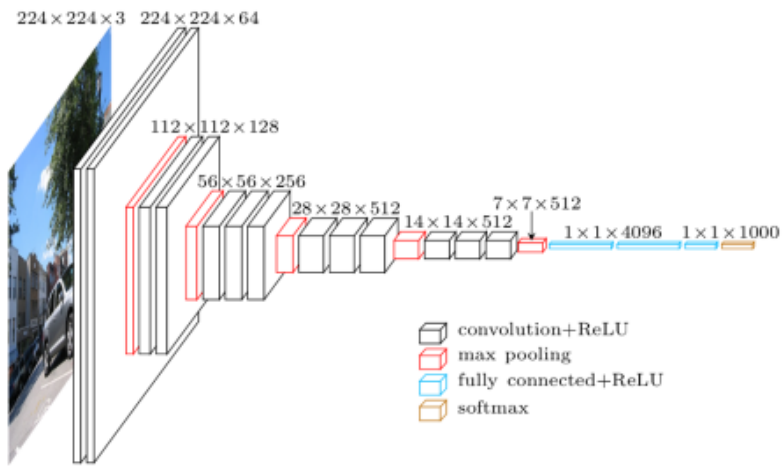 224×224×3
224×224×64
112×112×128
56×56×256
28×28×512
14×14×512
7×7×512
1×1×4096
1×1×1000
convolution+ReLU
max pooling
fully connected+ReLU
softmax